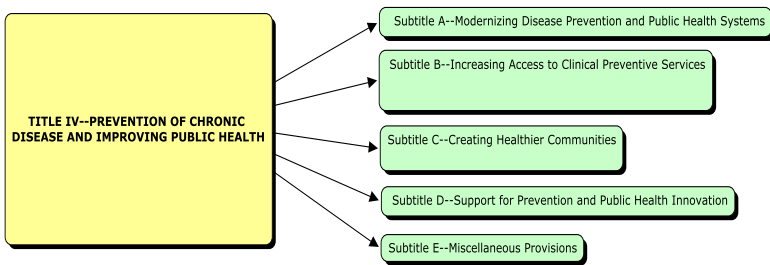 TITLE IV--PREVENTION OF CHRONIC
DISEASE AND IMPROVING PUBLIC HEALTH
Subtitle A--Modernizing Disease Prevention and Public Health Systems
Subtitle B--Increasing Access to Clinical Preventive Services
Subtitle C--Creating Healthier Communities
Subtitle D--Support for Prevention and Public Health Innovation
Subtitle E--Miscellaneous Provisions